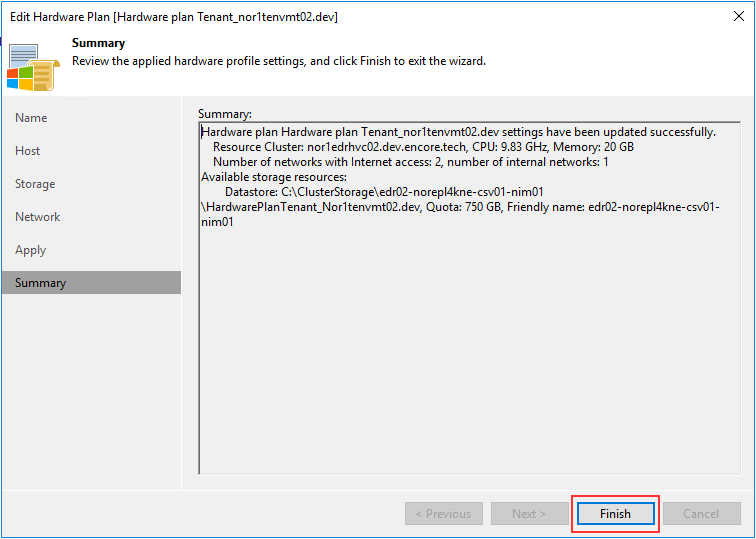 Edit Hardware Plan [Hardware plan Tenant_nor1tenvmt02.dev]
Summary
Review the applied hardware profile settings, and click Finish to exit the wizard.
Name
Host
Storage
Network
Apply
Summary
Summary:
Hardware plan Hardware plan Tenant_nor1tenvmt02.dev settings have been updated successfully.
Resource Cluster: nor1edrhvc02.dev.encore.tech, CPU: 9.83 GHz, Memory: 20 GB
Number of networks with Internet access: 2, number of internal networks: 1
Available storage resources:
Datastore: C:\ClusterStorage\edr02-norepl4kne-csv01-nim01
\HardwarePlanTenant_Nor1tenvmt02.dev, Quota: 750 GB, Friendly name: edr02-norepl4kne-csv01-
nim01
< Previous
Next >
Finish
Cancel